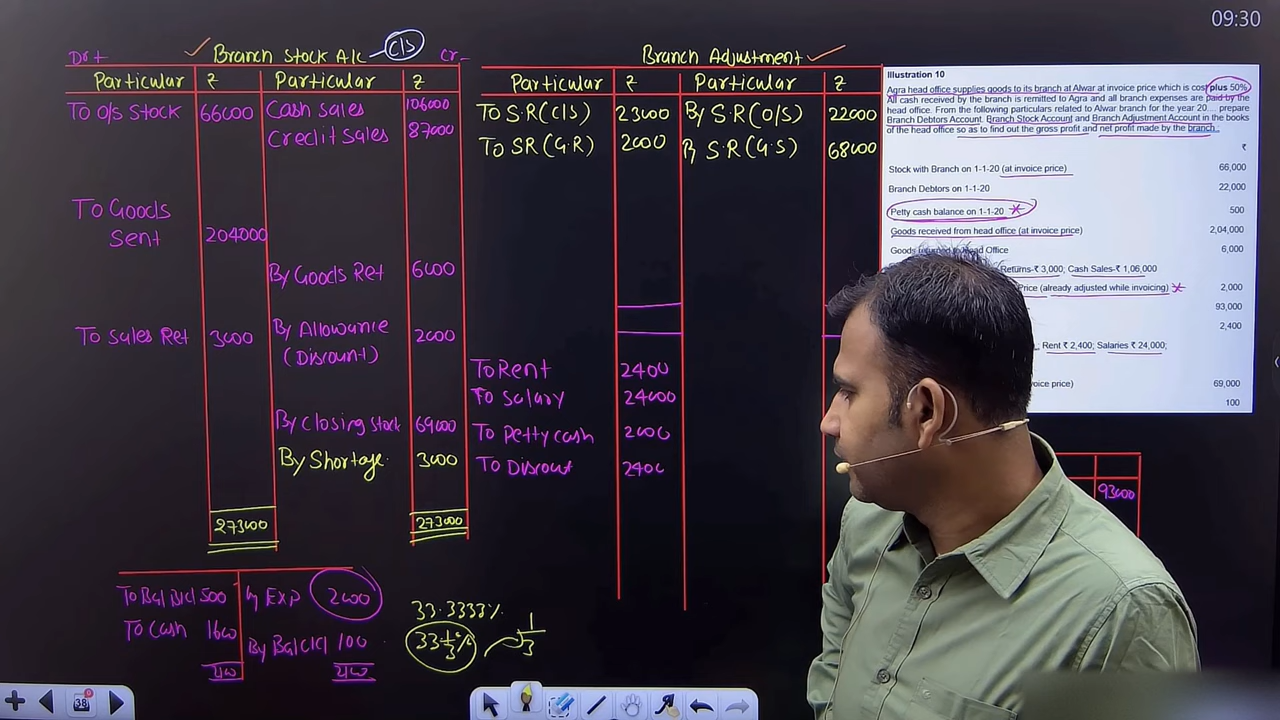 09:30
Dr +
Branch Stock A/c
C/S
Cr -
Particular ₹ Particular ₹
To O/s Stock 66000 Cash Sales 106000
Credit Sales 87000
To Goods Sent 204000
By Goods Ret 6000
To Sales Ret 3000 By Allowance (Discount) 2000
By Closing Stock 69000
By Shortage 3000
273000 273000
Branch Adjustment
Particular ₹ Particular ₹
To S.R (C/S) 23000 By S.R (O/S) 22000
To SR (G.R) 2000 By S.R (G.S) 68000
To Rent 2400
To Salary 24000
To Petty cash 2000
To Discout 2400
Illustration 10
Agra head office supplies goods to its branch at Alwar at invoice price which is cost plus 50%.
All cash received by the branch is remitted to Agra and all branch expenses are paid by the
head office. From the following particulars related to Alwar branch for the year 20.... prepare
Branch Debtors Account, Branch Stock Account and Branch Adjustment Account in the books
of the head office so as to find out the gross profit and net profit made by the branch.
₹
Stock with Branch on 1-1-20 (at invoice price) 66,000
Branch Debtors on 1-1-20 22,000
Petty cash balance on 1-1-20 500
Goods received from head office (at invoice price) 2,04,000
Goods returned to Head Office 6,000
Returns-₹ 3,000; Cash Sales-₹ 1,06,000
Price (already adjusted while invoicing) 2,000
93,000
2,400
Rent ₹ 2,400; Salaries ₹ 24,000;
price) 69,000
100
93000
To Bal B/d 500 By EXP 2000
To Cash 1600 By Bal C/d 100
33.3333%
33 1/3 %
1/3
38